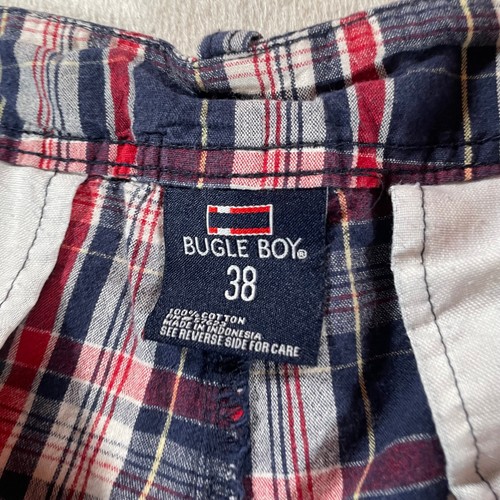 BUGLE BOY®
38
100% COTTON
MADE IN INDONESIA
SEE REVERSE SIDE FOR CARE